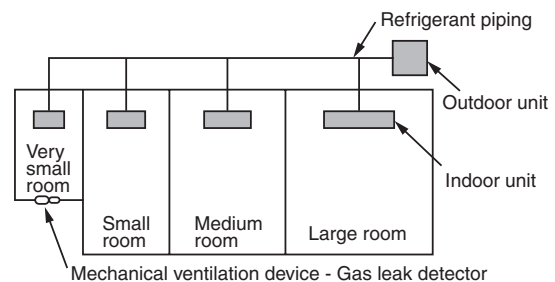 Refrigerant piping
Outdoor unit
Indoor unit
Very
small
room
Small
room
Medium
room
Large room
Mechanical ventilation device - Gas leak detector